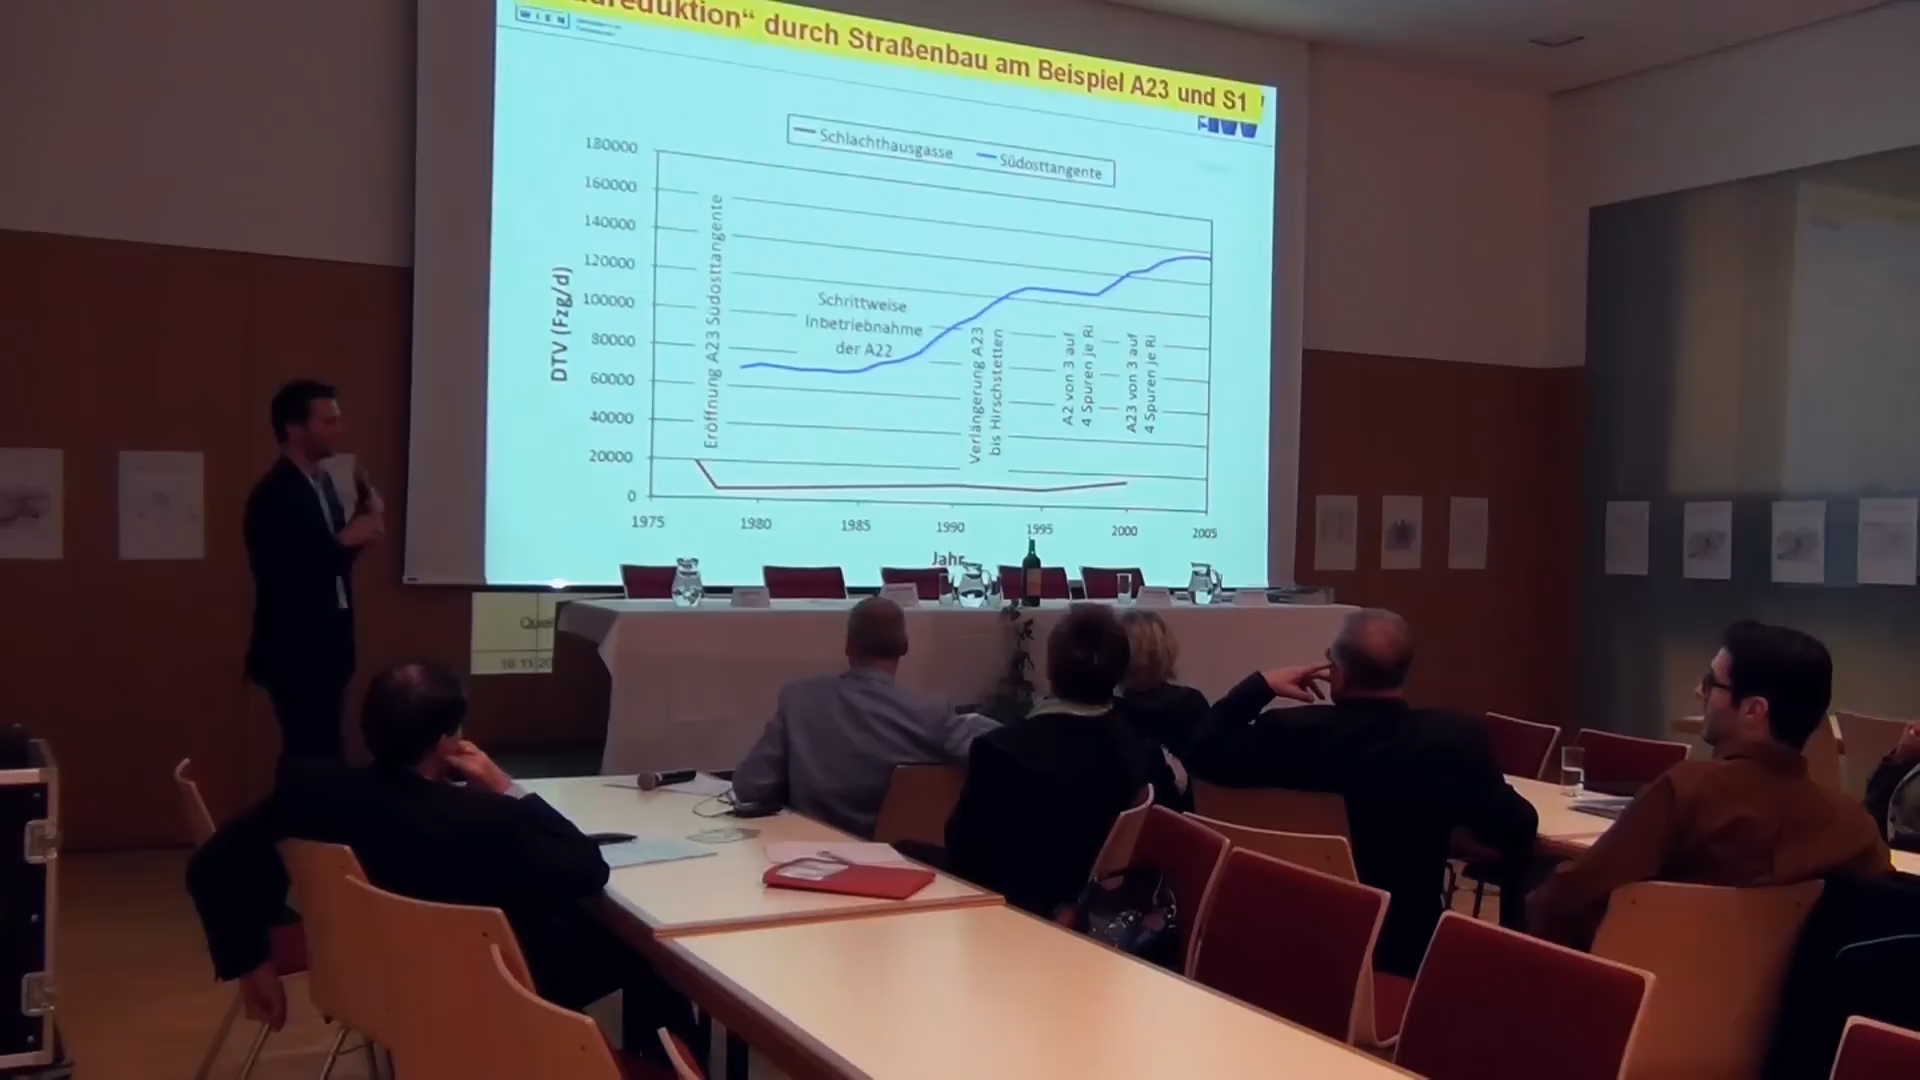 WIEN
reduktion“ durch Straßenbau am Beispiel A23 und S1
Schlachthausgasse Südosttangente
180000
160000
140000
120000
100000
80000
60000
40000
20000
0
DTV (Fzg/d)
Eröffnung A23 Südosttangente
Schrittweise
Inbetriebnahme
der A22
Verlängerung A23
bis Hirschstetten
A2 von 3 auf
4 Spuren je Ri
A23 von 3 auf
4 Spuren je Ri
1975 1980 1985 1990 1995 2000 2005
Jahr